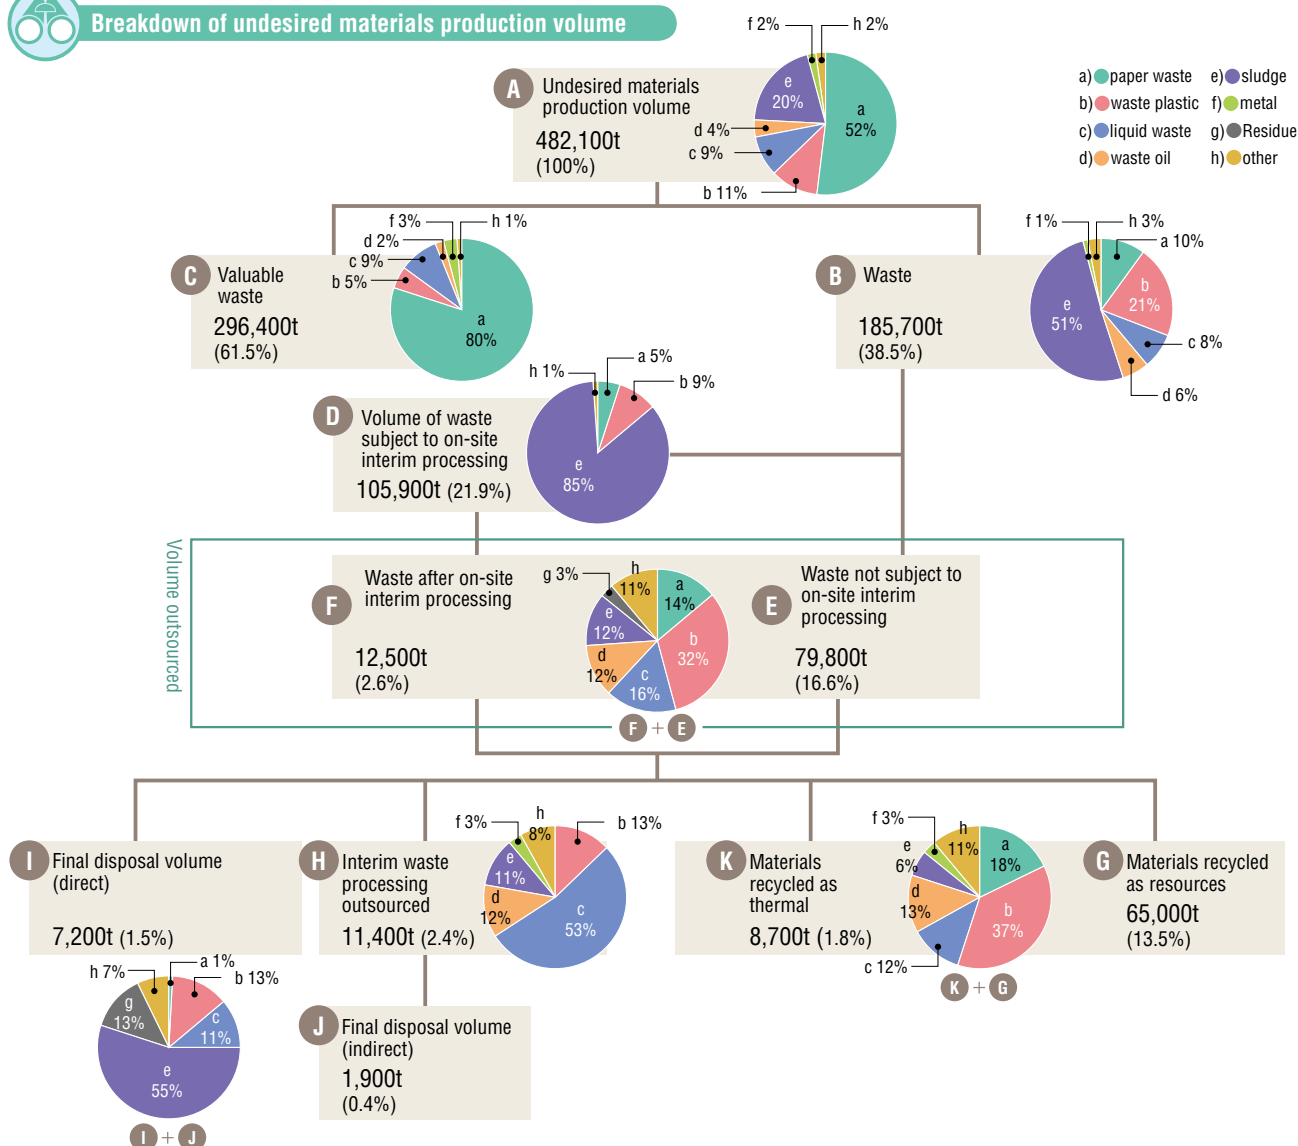 Breakdown of undesired materials production volume
f 2%
h 2%
A
Undesired materials
production volume
482,100t
(100%)
e
20%
a
52%
d 4%
c 9%
b 11%
a) paper waste
b) waste plastic
c) liquid waste
d) waste oil
e) sludge
f) metal
g) Residue
h) other
C
Valuable
waste
296,400t
(61.5%)
f 3%
h 1%
d 2%
c 9%
b 5%
a
80%
B
Waste
185,700t
(38.5%)
f 1%
h 3%
a 10%
b
21%
e
51%
c 8%
d 6%
D
Volume of waste
subject to on-site
interim processing
105,900t (21.9%)
h 1%
a 5%
b 9%
e
85%
Volume outsourced
F
Waste after on-site
interim processing
12,500t
(2.6%)
g 3%
h
11%
a
14%
e
12%
b
32%
d
12%
c
16%
F + E
E
Waste not subject to
on-site interim
processing
79,800t
(16.6%)
I
Final disposal volume
(direct)
7,200t (1.5%)
h 7%
a 1%
b 13%
g
13%
c
11%
e
55%
I + J
H
Interim waste
processing
outsourced
11,400t (2.4%)
f 3%
h
8%
b 13%
e
11%
d
12%
c
53%
J
Final disposal volume
(indirect)
1,900t
(0.4%)
K
Materials
recycled as
thermal
8,700t (1.8%)
f 3%
h
11%
a
18%
e
6%
d
13%
b
37%
c 12%
K + G
G
Materials recycled
as resources
65,000t
(13.5%)